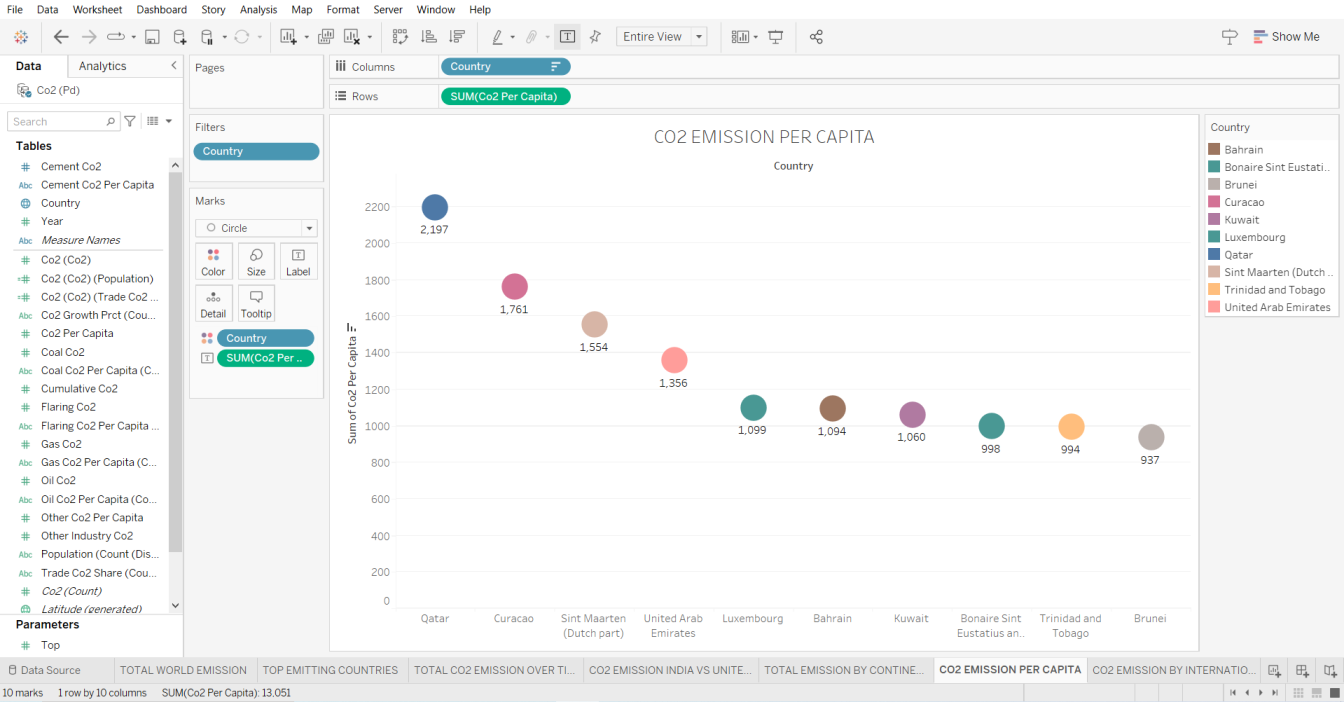 File Data Worksheet Dashboard Story Analysis Map Format Server Window Help
Entire View
Show Me
Data Analytics
Co2 (Pd)
Search
Tables
Cement Co2
Abc Cement Co2 Per Capita
Country
Year
Abc Measure Names
Co2 (Co2)
Co2 (Co2) (Population)
Co2 (Co2) (Trade Co2 ...
Abc Co2 Growth Prct (Cou...
Co2 Per Capita
Coal Co2
Abc Coal Co2 Per Capita (C...
Cumulative Co2
Flaring Co2
Abc Flaring Co2 Per Capita ...
Gas Co2
Abc Gas Co2 Per Capita (C...
Oil Co2
Abc Oil Co2 Per Capita (Co...
Other Co2 Per Capita
Other Industry Co2
Abc Population (Count (Dis...
Abc Trade Co2 Share (Cou...
Co2 (Count)
Latitude (generated)
Parameters
Top
Pages
Filters
Country
Marks
Circle
Color Size Label
Detail Tooltip
Country
SUM(Co2 Per ..
Columns Country
Rows SUM(Co2 Per Capita)
CO2 EMISSION PER CAPITA
Country
Sum of Co2 Per Capita
2200
2000
1800
1600
1400
1200
1000
800
600
400
200
0
2,197
1,761
1,554
1,356
1,099
1,094
1,060
998
994
937
Qatar
Curacao
Sint Maarten
(Dutch part)
United Arab
Emirates
Luxembourg
Bahrain
Kuwait
Bonaire Sint
Eustatius an..
Trinidad and
Tobago
Brunei
Country
Bahrain
Bonaire Sint Eustati..
Brunei
Curacao
Kuwait
Luxembourg
Qatar
Sint Maarten (Dutch ..
Trinidad and Tobago
United Arab Emirates
Data Source TOTAL WORLD EMISSION TOP EMITTING COUNTRIES TOTAL CO2 EMISSION OVER TI... CO2 EMISSION INDIA VS UNITE... TOTAL EMISSION BY CONTINE... CO2 EMISSION PER CAPITA CO2 EMISSION BY INTERNATIO...
10 marks 1 row by 10 columns SUM(Co2 Per Capita): 13,051